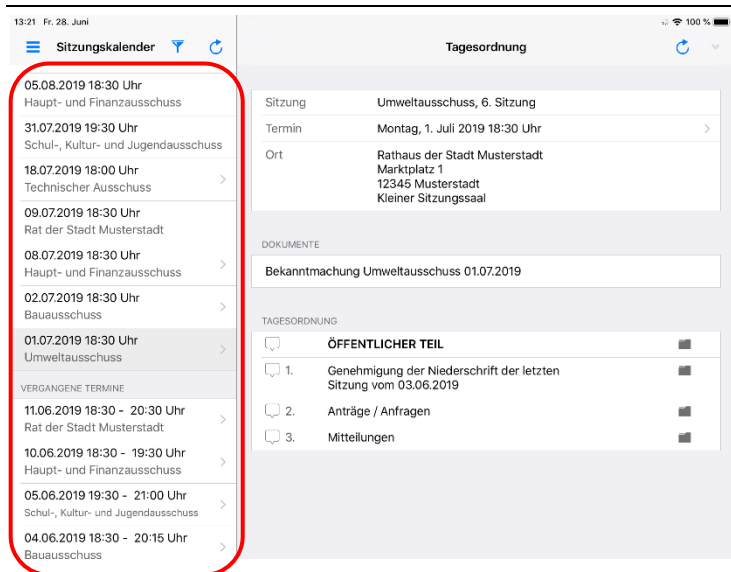 13:21 Fr. 28. Juni
100 %
Sitzungskalender
05.08.2019 18:30 Uhr
Haupt- und Finanzausschuss
31.07.2019 19:30 Uhr
Schul-, Kultur- und Jugendausschuss
18.07.2019 18:00 Uhr
Technischer Ausschuss
09.07.2019 18:30 Uhr
Rat der Stadt Musterstadt
08.07.2019 18:30 Uhr
Haupt- und Finanzausschuss
02.07.2019 18:30 Uhr
Bauausschuss
01.07.2019 18:30 Uhr
Umweltausschuss
VERGANGENE TERMINE
11.06.2019 18:30 - 20:30 Uhr
Rat der Stadt Musterstadt
10.06.2019 18:30 - 19:30 Uhr
Haupt- und Finanzausschuss
05.06.2019 19:30 - 21:00 Uhr
Schul-, Kultur- und Jugendausschuss
04.06.2019 18:30 - 20:15 Uhr
Bauausschuss
Tagesordnung
Sitzung Umweltausschuss, 6. Sitzung
Termin Montag, 1. Juli 2019 18:30 Uhr
Ort Rathaus der Stadt Musterstadt
Marktplatz 1
12345 Musterstadt
Kleiner Sitzungssaal
DOKUMENTE
Bekanntmachung Umweltausschuss 01.07.2019
TAGESORDNUNG
ÖFFENTLICHER TEIL
1. Genehmigung der Niederschrift der letzten
Sitzung vom 03.06.2019
2. Anträge / Anfragen
3. Mitteilungen